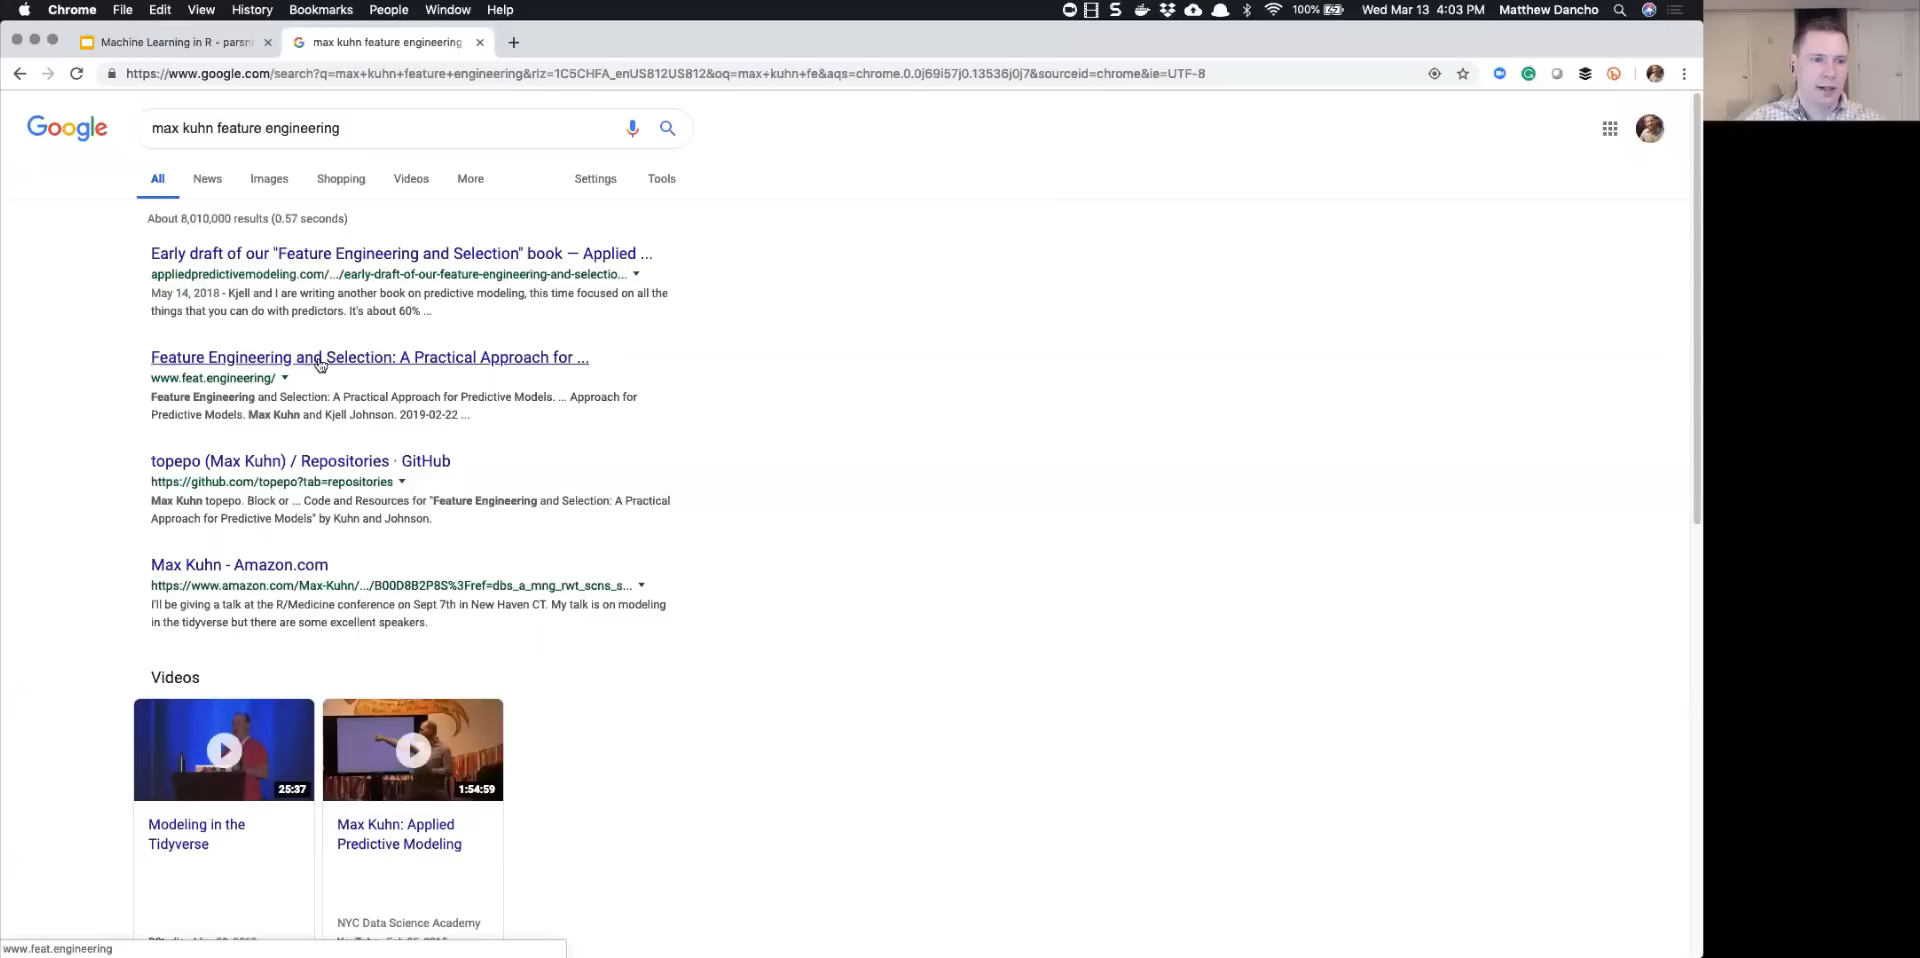 Chrome File Edit View History Bookmarks People Window Help 100% Wed Mar 13 4:03 PM Matthew Dancho
Machine Learning in R - parsni
max kuhn feature engineering
https://www.google.com/search?q=max+kuhn+feature+engineering&rlz=1C5CHFA_enUS812US812&oq=max+kuhn+fe&aqs=chrome.0.0j69i57j0.13536j0j7&sourceid=chrome&ie=UTF-8
Google
max kuhn feature engineering
All News Images Shopping Videos More Settings Tools
About 8,010,000 results (0.57 seconds)
Early draft of our "Feature Engineering and Selection" book — Applied ...
appliedpredictivemodeling.com/.../early-draft-of-our-feature-engineering-and-selectio...
May 14, 2018 - Kjell and I are writing another book on predictive modeling, this time focused on all the
things that you can do with predictors. It's about 60% ...
Feature Engineering and Selection: A Practical Approach for ...
www.feat.engineering/
Feature Engineering and Selection: A Practical Approach for Predictive Models. ... Approach for
Predictive Models. Max Kuhn and Kjell Johnson. 2019-02-22 ...
topepo (Max Kuhn) / Repositories · GitHub
https://github.com/topepo?tab=repositories
Max Kuhn topepo. Block or ... Code and Resources for "Feature Engineering and Selection: A Practical
Approach for Predictive Models" by Kuhn and Johnson.
Max Kuhn - Amazon.com
https://www.amazon.com/Max-Kuhn/.../B00D8B2P8S%3Fref=dbs_a_mng_rwt_scns_s...
I'll be giving a talk at the R/Medicine conference on Sept 7th in New Haven CT. My talk is on modeling
in the tidyverse but there are some excellent speakers.
Videos
25:37
1:54:59
Modeling in the
Tidyverse
Max Kuhn: Applied
Predictive Modeling
NYC Data Science Academy
www.feat.engineering